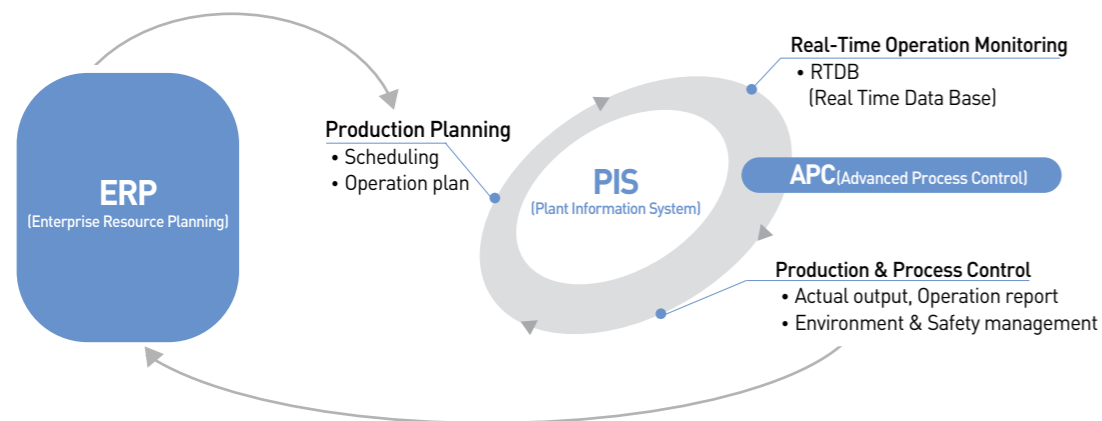 ERP
(Enterprise Resource Planning)
Production Planning
• Scheduling
• Operation plan
PIS
(Plant Information System)
Real-Time Operation Monitoring
• RTDB
(Real Time Data Base)
APC(Advanced Process Control)
Production & Process Control
• Actual output, Operation report
• Environment & Safety management